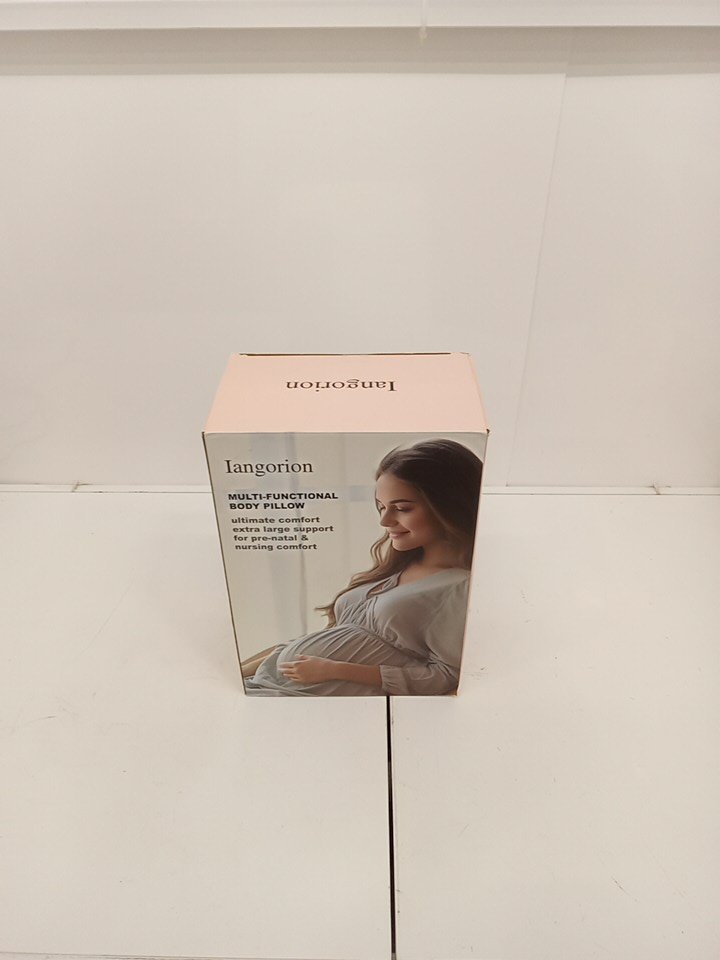 Iangorion
Iangorion
MULTI-FUNCTIONAL
BODY PILLOW
ultimate comfort
extra large support
for pre-natal &
nursing comfort